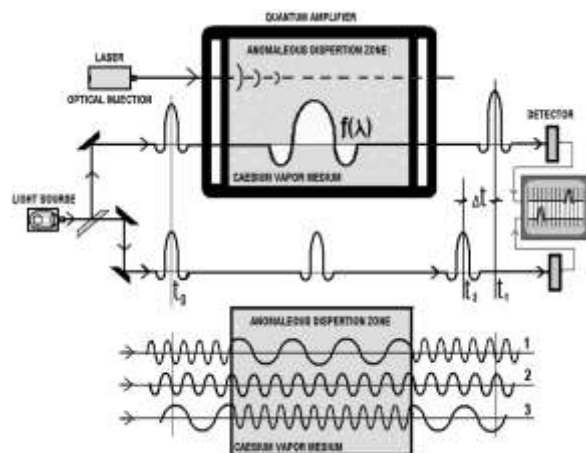 QUANTUM AMPLIFIER
ANOMALEOUS DISPERTION ZONE
LASER
OPTICAL INJECTION
f(λ)
DETECTOR
CAESIUM VAPOR MEDIUM
LIGHT SOURSE
Δt
t₀
t₂ t₁
ANOMALEOUS DISPERTION ZONE
1
2
3
CAESIUM VAPOR MEDIUM